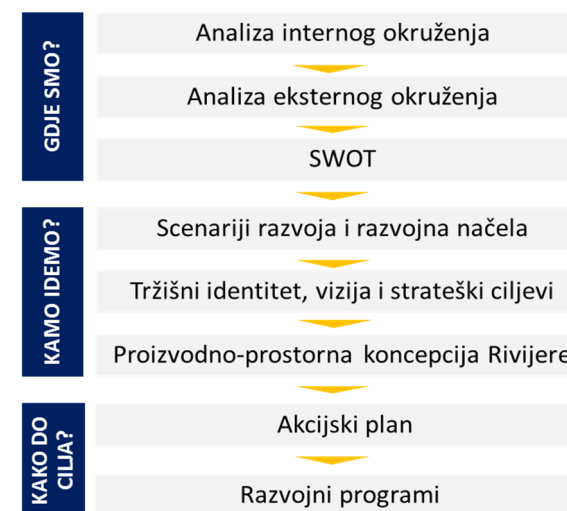 GDJE SMO?
Analiza internog okruženja
Analiza eksternog okruženja
SWOT
KAMO IDEMO?
Scenariji razvoja i razvojna načela
Tržišni identitet, vizija i strateški ciljevi
Proizvodno-prostorna koncepcija Rivijere
KAKO DO
CILJA?
Akcijski plan
Razvojni programi